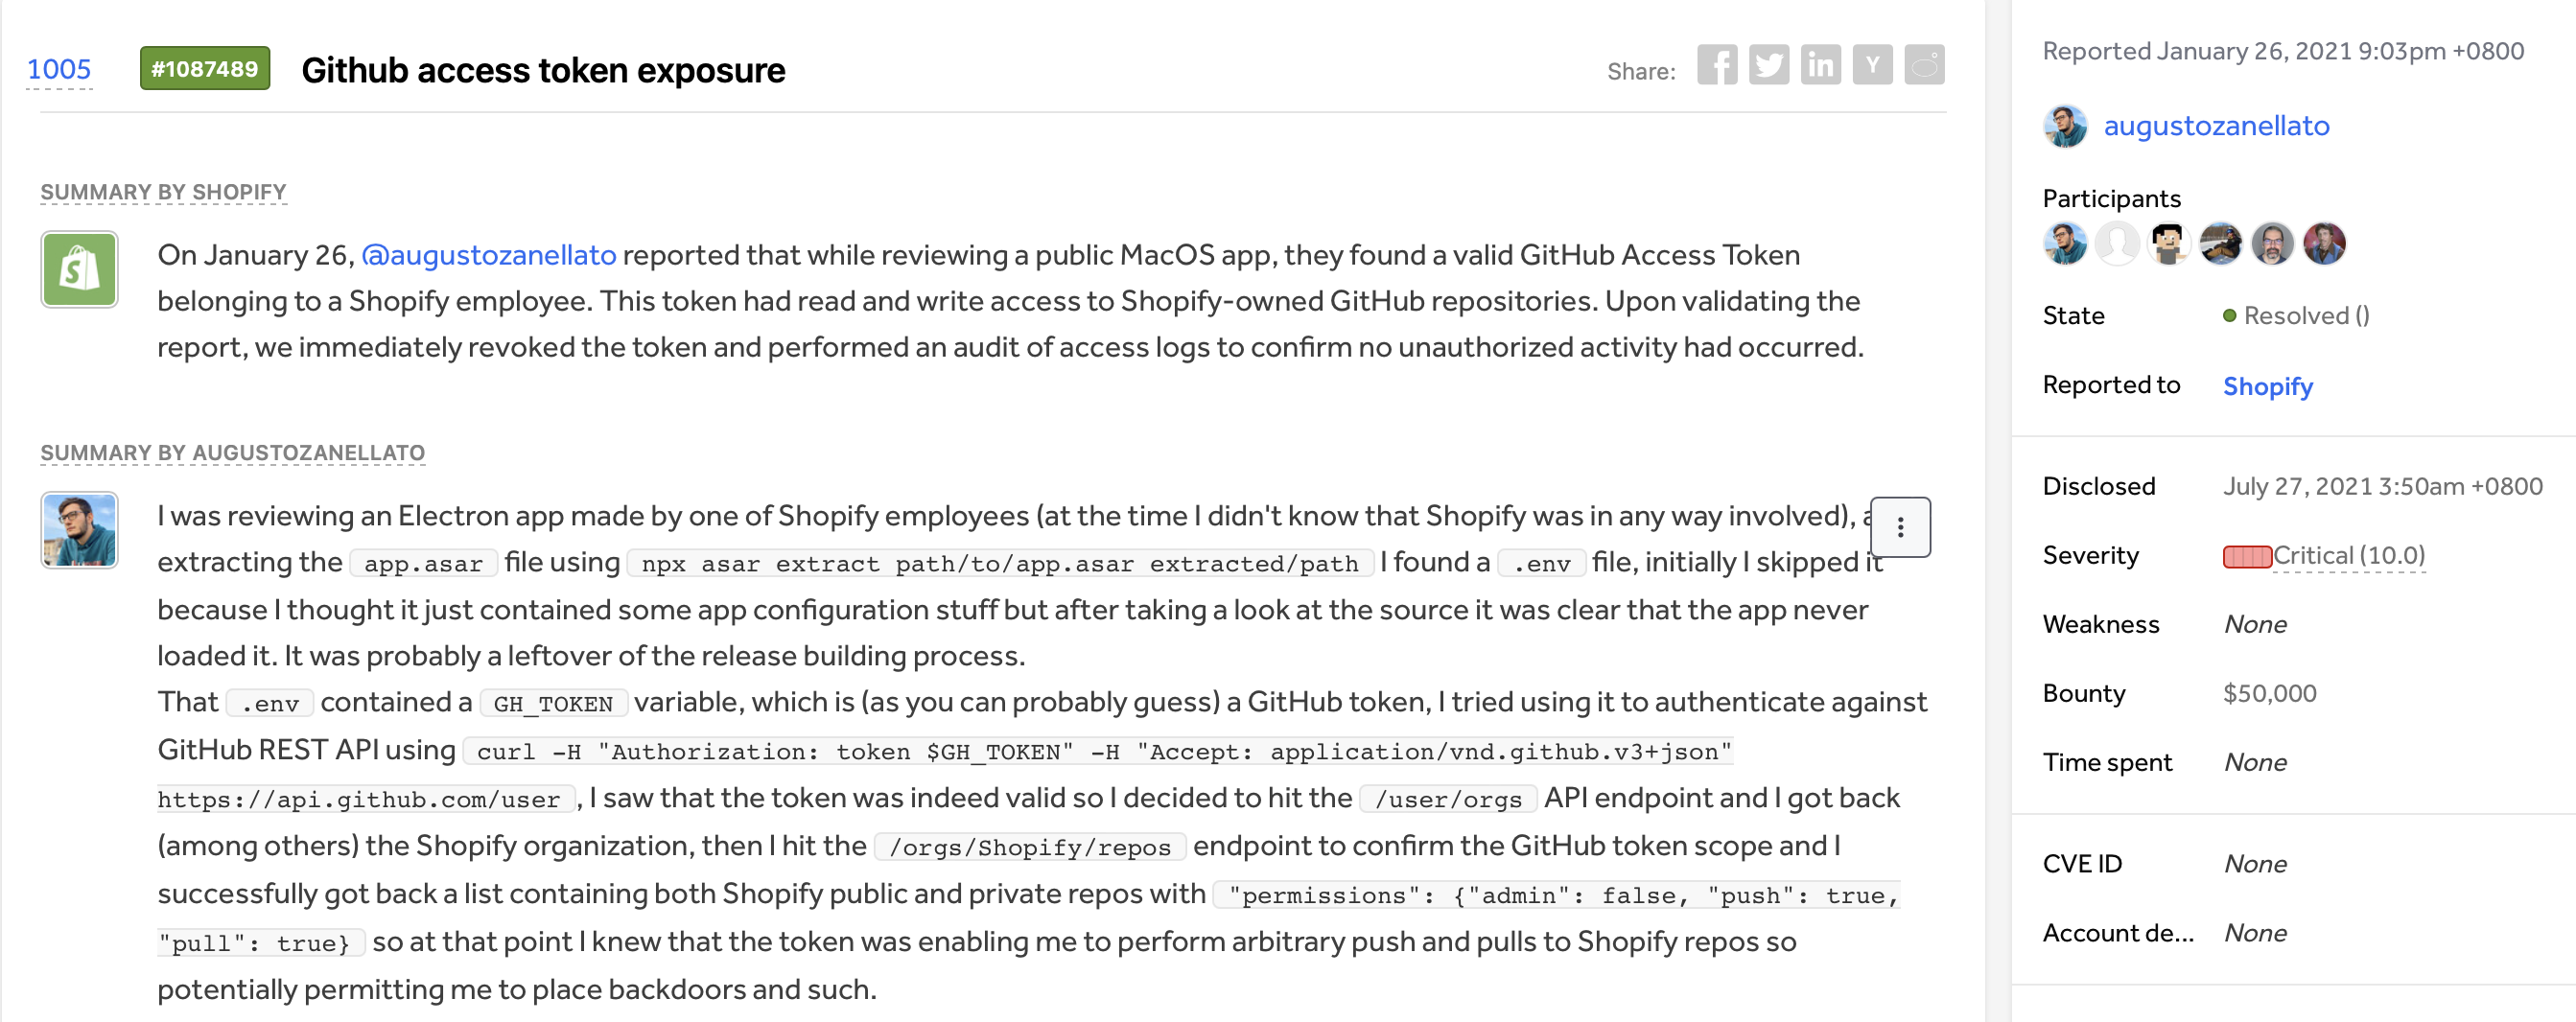 1005 #1087489 Github access token exposure Share:
SUMMARY BY SHOPIFY
On January 26, @augustozanellato reported that while reviewing a public MacOS app, they found a valid GitHub Access Token
belonging to a Shopify employee. This token had read and write access to Shopify-owned GitHub repositories. Upon validating the
report, we immediately revoked the token and performed an audit of access logs to confirm no unauthorized activity had occurred.
SUMMARY BY AUGUSTOZANELLATO
I was reviewing an Electron app made by one of Shopify employees (at the time I didn't know that Shopify was in any way involved),
extracting the app.asar file using npx asar extract path/to/app.asar extracted/path I found a .env file, initially I skipped it
because I thought it just contained some app configuration stuff but after taking a look at the source it was clear that the app never
loaded it. It was probably a leftover of the release building process.
That .env contained a GH_TOKEN variable, which is (as you can probably guess) a GitHub token, I tried using it to authenticate against
GitHub REST API using curl -H "Authorization: token $GH_TOKEN" -H "Accept: application/vnd.github.v3+json"
https://api.github.com/user, I saw that the token was indeed valid so I decided to hit the /user/orgs API endpoint and I got back
(among others) the Shopify organization, then I hit the /orgs/Shopify/repos endpoint to confirm the GitHub token scope and I
successfully got back a list containing both Shopify public and private repos with "permissions": {"admin": false, "push": true,
"pull": true} so at that point I knew that the token was enabling me to perform arbitrary push and pulls to Shopify repos so
potentially permitting me to place backdoors and such.
Reported January 26, 2021 9:03pm +0800
augustozanellato
Participants
State Resolved ()
Reported to Shopify
Disclosed July 27, 2021 3:50am +0800
Severity Critical (10.0)
Weakness None
Bounty $50,000
Time spent None
CVE ID None
Account de... None